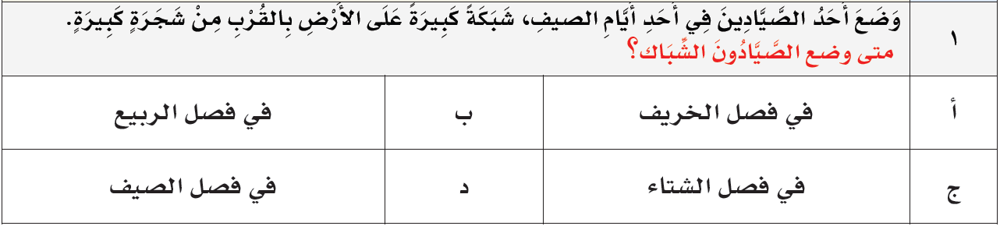 ١
وَضَعَ أَحَدُ الصَّيَّادِينَ فِي أَحَدِ أَيَّامِ الصيفِ، شَبَكَةً كَبِيرَةً عَلَى الأَرْضِ بِالقُرْبِ مِنْ شَجَرَةٍ كَبِيرَةٍ.
متى وضع الصَّيَّادُونَ الشِّبَاك؟
أ في فصل الخريف ب في فصل الربيع
ج في فصل الشتاء د في فصل الصيف